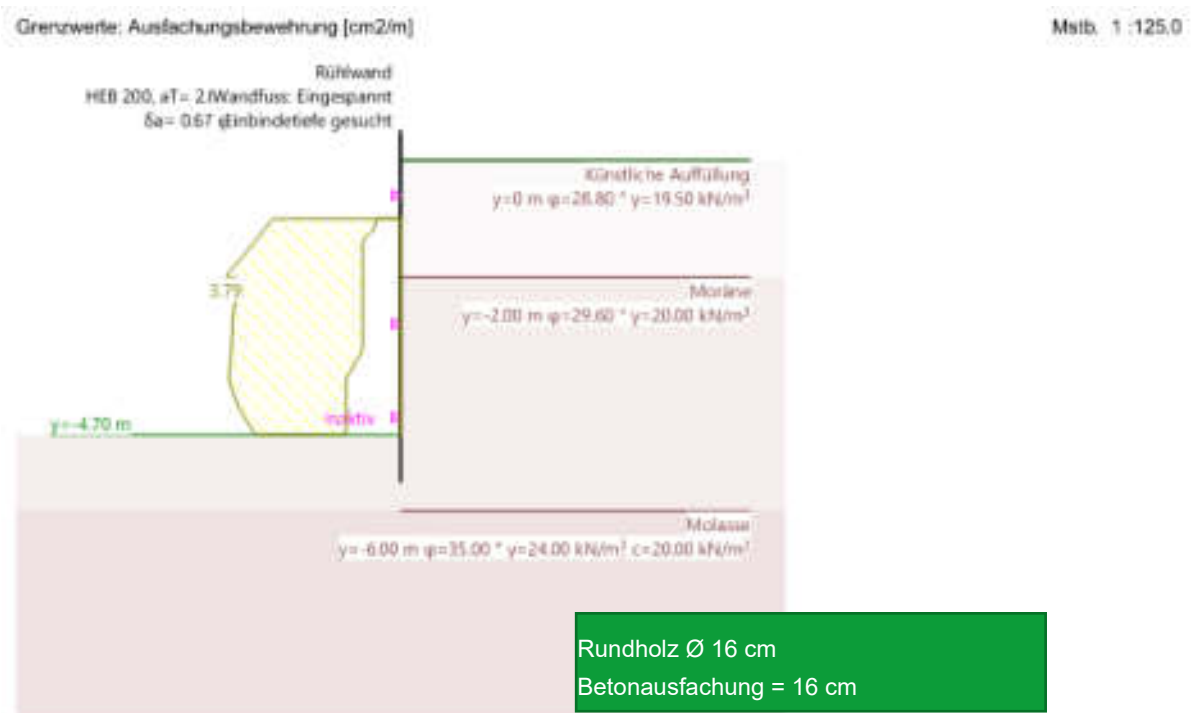 Grenzwerte: Ausfachungsbewehrung [cm2/m]
Mstb. 1 :125.0
Rühlwand
HEB 200, aT= 2. Wandfuss: Eingespannt
δa= 0.67 Einbindetiefe gesucht
Künstliche Auffüllung
y=0 m φ=28.80 ° γ=19.50 kN/m³
3.79
Moräne
y=-2.00 m φ=29.60 ° γ=20.00 kN/m³
inaktiv
y=-4.70 m
Molasse
y=-6.00 m φ=35.00 ° γ=24.00 kN/m³ c=20.00 kN/m²
Rundholz Ø 16 cm
Betonausfachung = 16 cm